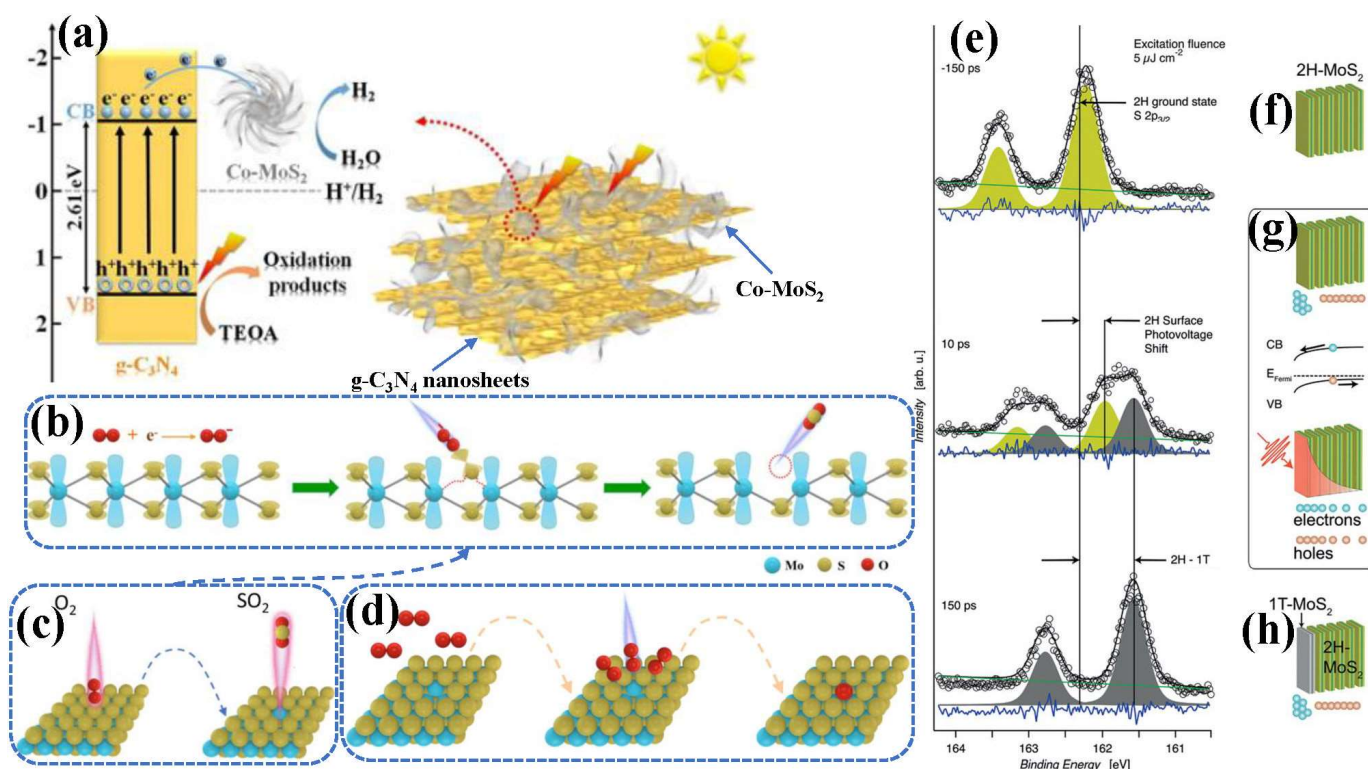 (a)
-2
-1
0
1
2
CB
VB
2.61 eV
e⁻
e⁻
e⁻
e⁻ e⁻ e⁻ e⁻ e⁻
h⁺ h⁺ h⁺ h⁺ h⁺
Co-MoS₂
H₂
H₂O
H⁺/H₂
Oxidation
products
TEOA
g-C₃N₄
Co-MoS₂
g-C₃N₄ nanosheets
(b)
+ e⁻
-
Mo S O
(c)
O₂
SO₂
(d)
(e)
-150 ps
Excitation fluence
5 µJ cm⁻²
2H ground state
S 2p₃/₂
10 ps
2H Surface
Photovoltage
Shift
150 ps
2H - 1T
Intensity [arb. u.]
164 163 162 161
Binding Energy [eV]
(f)
2H-MoS₂
(g)
CB
E_Fermi
VB
electrons
holes
(h)
1T-MoS₂
2H-
MoS₂